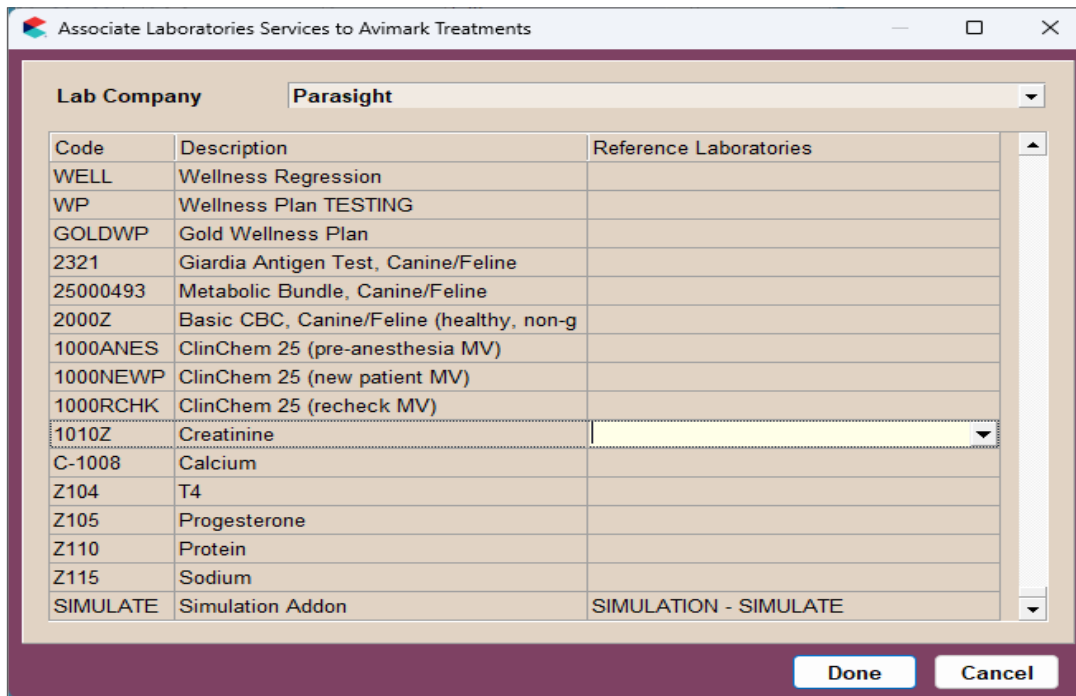 Associate Laboratories Services to Avimark Treatments
Lab Company Parasight
Code Description Reference Laboratories
WELL Wellness Regression
WP Wellness Plan TESTING
GOLDWP Gold Wellness Plan
2321 Giardia Antigen Test, Canine/Feline
25000493 Metabolic Bundle, Canine/Feline
2000Z Basic CBC, Canine/Feline (healthy, non-g
1000ANES ClinChem 25 (pre-anesthesia MV)
1000NEWP ClinChem 25 (new patient MV)
1000RCHK ClinChem 25 (recheck MV)
1010Z Creatinine
C-1008 Calcium
Z104 T4
Z105 Progesterone
Z110 Protein
Z115 Sodium
SIMULATE Simulation Addon SIMULATION - SIMULATE
Done Cancel